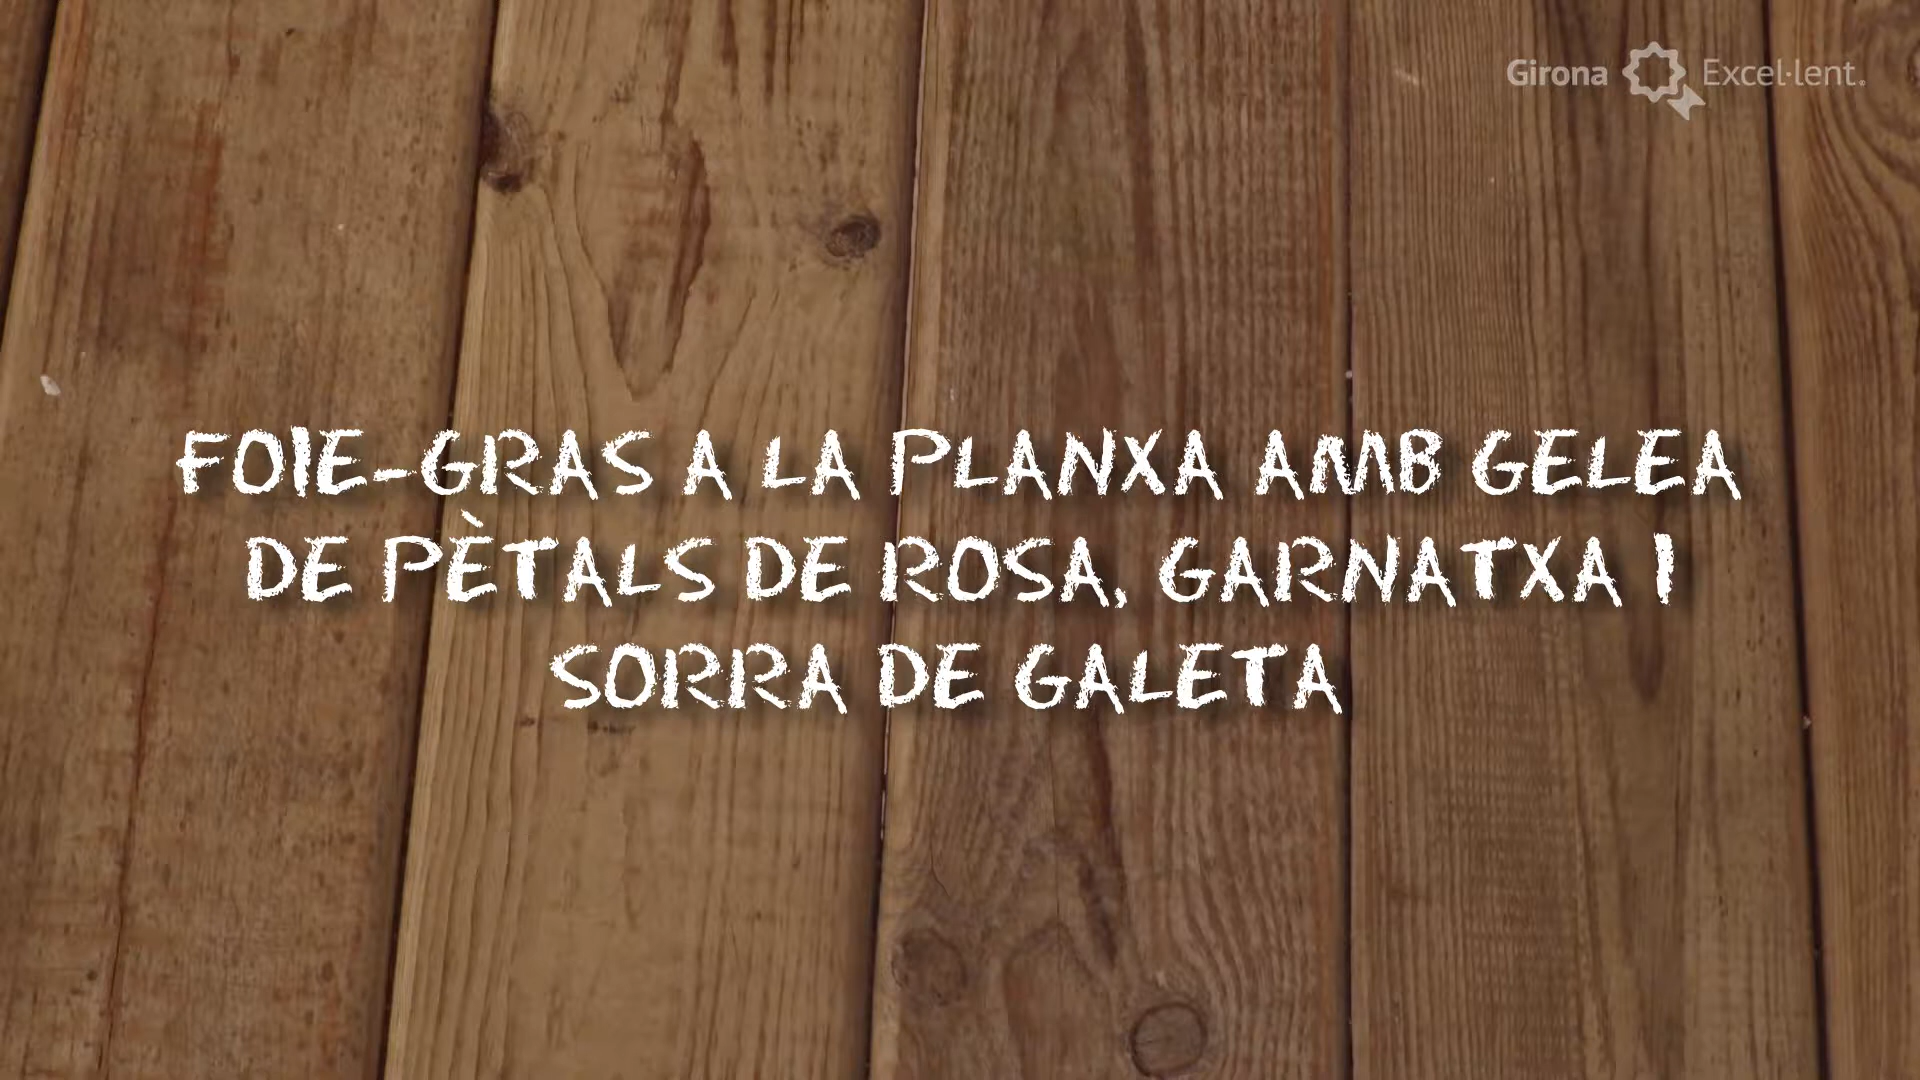 Girona Excel·lent
FOIE-GRAS A LA PLANXA AMB GELEA
DE PÈTALS DE ROSA, GARNATXA I
SORRA DE GALETA